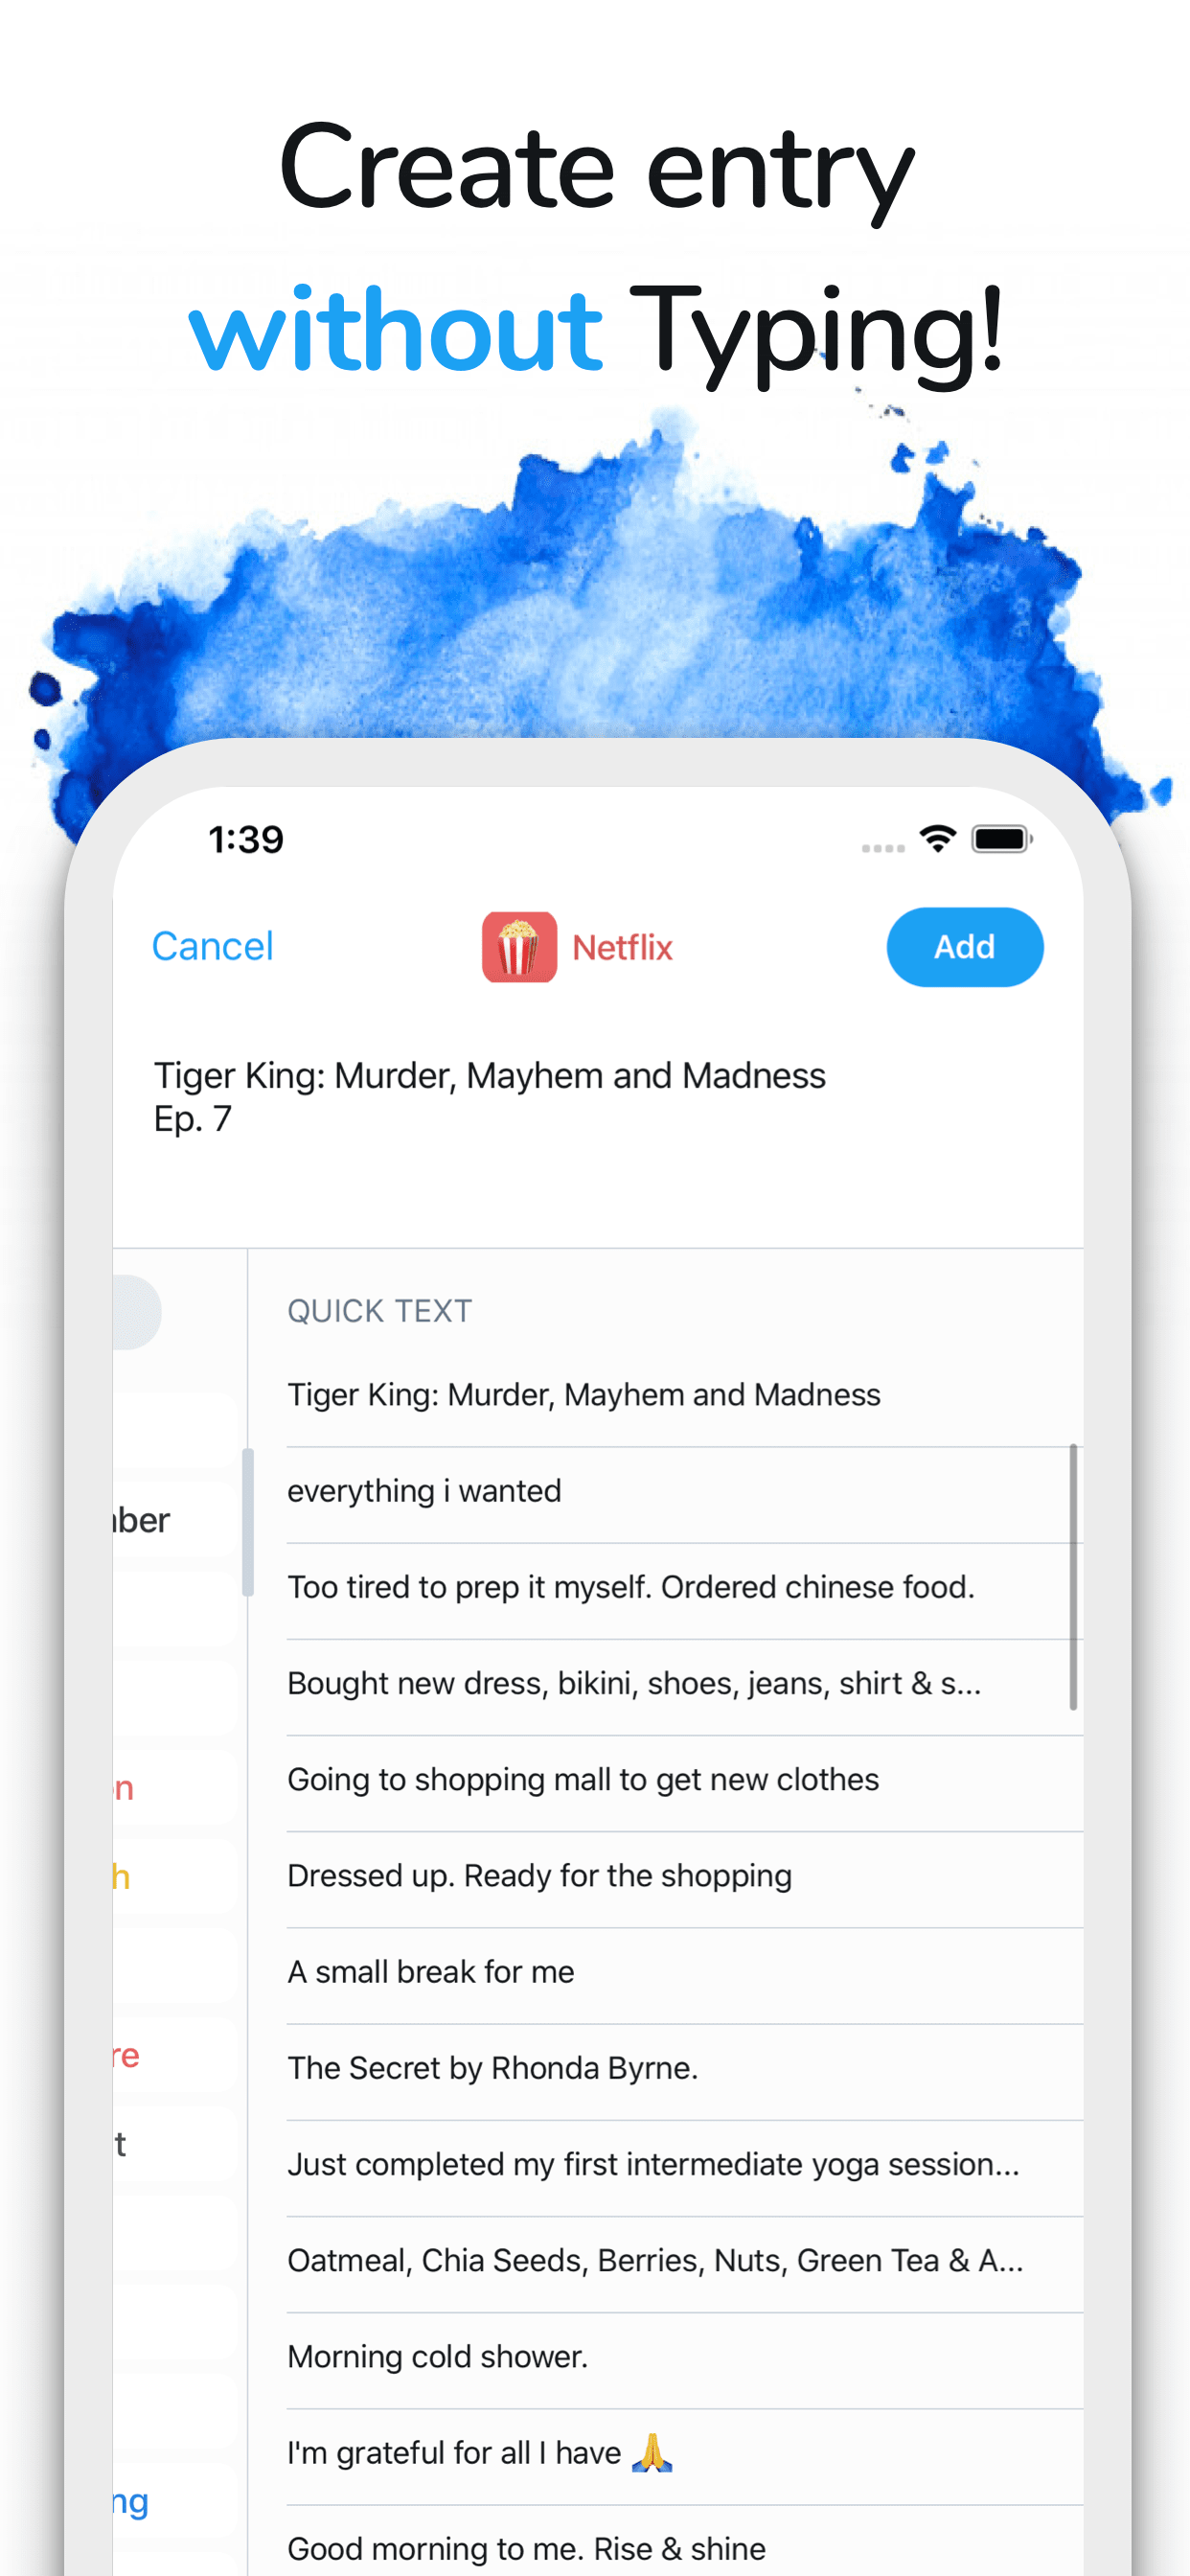 Create entry
without Typing!
1:39
Cancel
Netflix
Add
Tiger King: Murder, Mayhem and Madness
Ep. 7
QUICK TEXT
Tiger King: Murder, Mayhem and Madness
everything i wanted
Too tired to prep it myself. Ordered chinese food.
Bought new dress, bikini, shoes, jeans, shirt & s...
Going to shopping mall to get new clothes
Dressed up. Ready for the shopping
A small break for me
The Secret by Rhonda Byrne.
Just completed my first intermediate yoga session...
Oatmeal, Chia Seeds, Berries, Nuts, Green Tea & A...
Morning cold shower.
I'm grateful for all I have 🙏
Good morning to me. Rise & shine